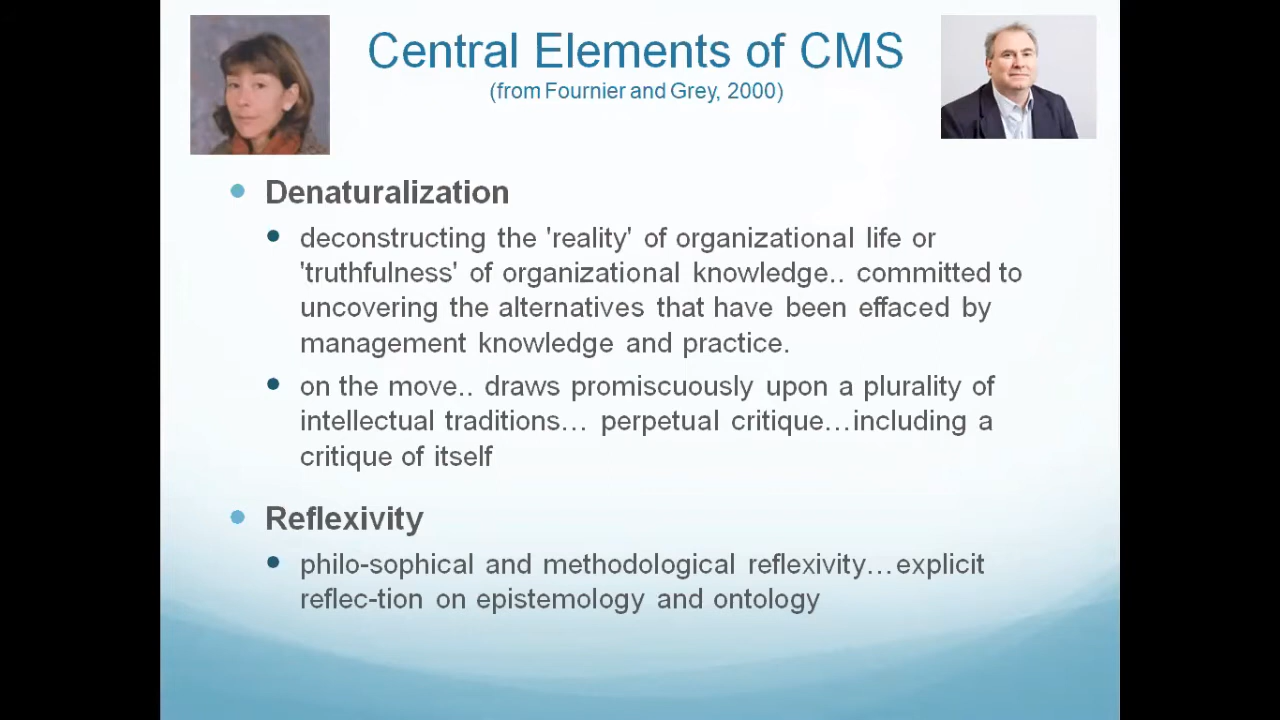 Central Elements of CMS
(from Fournier and Grey, 2000)
Denaturalization
deconstructing the 'reality' of organizational life or
'truthfulness' of organizational knowledge.. committed to
uncovering the alternatives that have been effaced by
management knowledge and practice.
on the move.. draws promiscuously upon a plurality of
intellectual traditions… perpetual critique…including a
critique of itself
Reflexivity
philo-sophical and methodological reflexivity…explicit
reflec-tion on epistemology and ontology